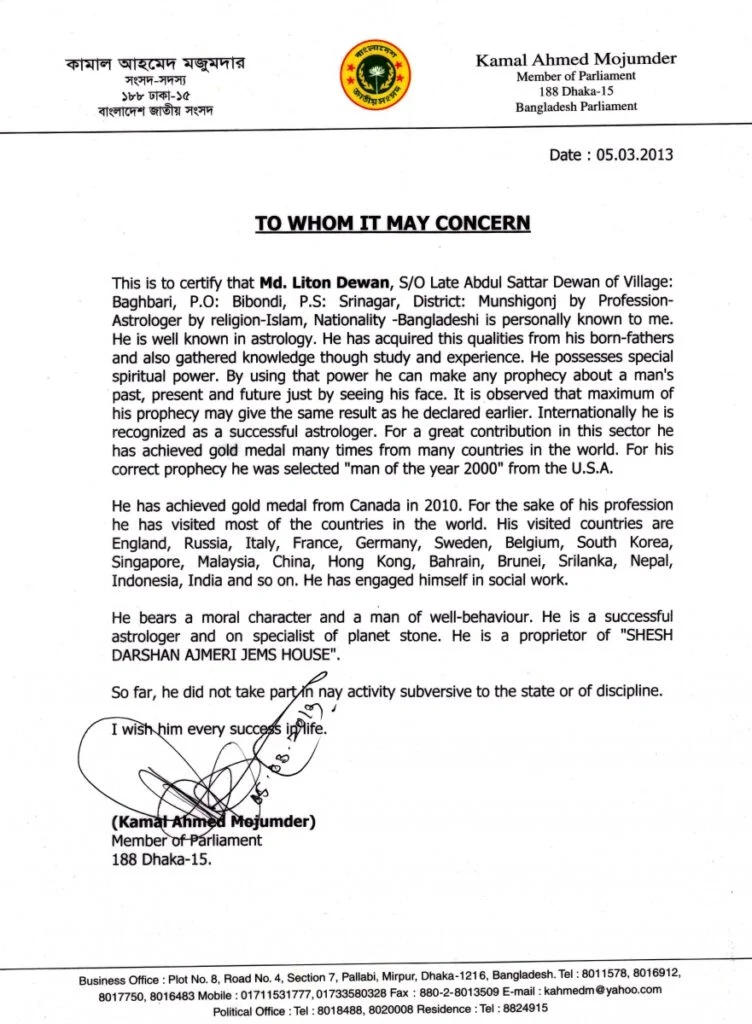 কামাল আহমেদ মজুমদার
সংসদ-সদস্য
১৮৮ ঢাকা-১৫
বাংলাদেশ জাতীয় সংসদ
বাংলাদেশ
জাতীয় সংসদ
Kamal Ahmed Mojumder
Member of Parliament
188 Dhaka-15
Bangladesh Parliament
Date : 05.03.2013
TO WHOM IT MAY CONCERN
This is to certify that Md. Liton Dewan, S/O Late Abdul Sattar Dewan of Village:
Baghbari, P.O: Bibondi, P.S: Srinagar, District: Munshigonj by Profession-
Astrologer by religion-Islam, Nationality -Bangladeshi is personally known to me.
He is well known in astrology. He has acquired this qualities from his born-fathers
and also gathered knowledge though study and experience. He possesses special
spiritual power. By using that power he can make any prophecy about a man's
past, present and future just by seeing his face. It is observed that maximum of
his prophecy may give the same result as he declared earlier. Internationally he is
recognized as a successful astrologer. For a great contribution in this sector he
has achieved gold medal many times from many countries in the world. For his
correct prophecy he was selected "man of the year 2000" from the U.S.A.
He has achieved gold medal from Canada in 2010. For the sake of his profession
he has visited most of the countries in the world. His visited countries are
England, Russia, Italy, France, Germany, Sweden, Belgium, South Korea,
Singapore, Malaysia, China, Hong Kong, Bahrain, Brunei, Srilanka, Nepal,
Indonesia, India and so on. He has engaged himself in social work.
He bears a moral character and a man of well-behaviour. He is a successful
astrologer and on specialist of planet stone. He is a proprietor of "SHESH
DARSHAN AJMERI JEMS HOUSE".
So far, he did not take part in nay activity subversive to the state or of discipline.
I wish him every success in life.
05.03.2013
(Kamal Ahmed Mojumder)
Member of Parliament
188 Dhaka-15.
Business Office : Plot No. 8, Road No. 4, Section 7, Pallabi, Mirpur, Dhaka-1216, Bangladesh. Tel : 8011578, 8016912,
8017750, 8016483 Mobile : 01711531777, 01733580328 Fax : 880-2-8013509 E-mail : kahmedm@yahoo.com
Political Office : Tel : 8018488, 8020008 Residence : Tel : 8824915